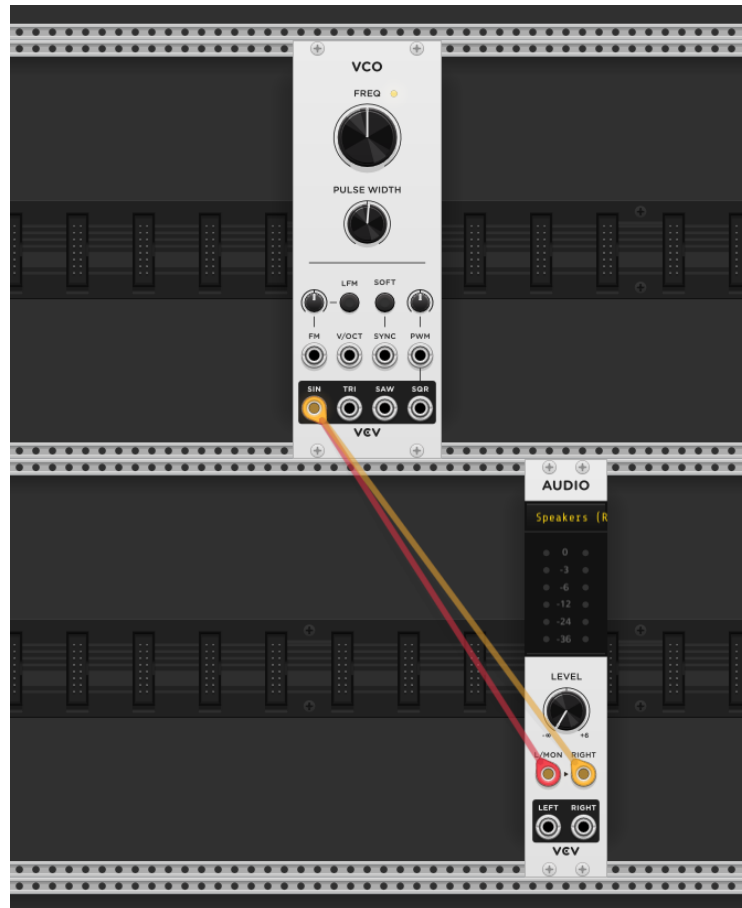 VCO
FREQ
PULSE WIDTH
LFM SOFT
FM V/OCT SYNC PWM
SIN TRI SAW SQR
VCV
AUDIO
Speakers (R
0
-3
-6
-12
-24
-36
LEVEL
-∞ +6
L/MON RIGHT
LEFT RIGHT
VCV